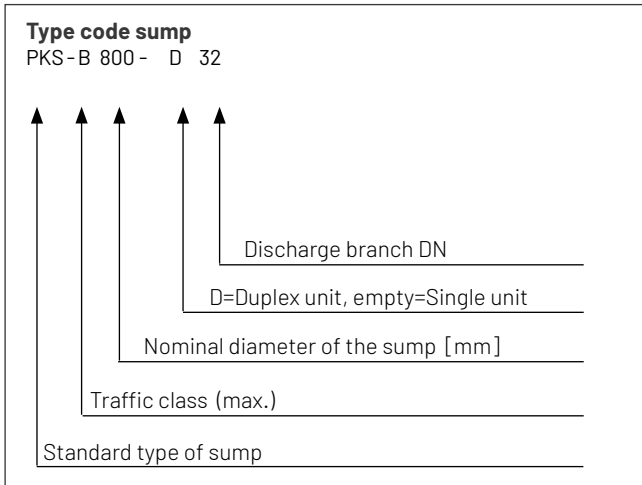 Type code sump
PKS-B 800- D 32
Discharge branch DN
D=Duplex unit, empty=Single unit
Nominal diameter of the sump [mm]
Traffic class (max.)
Standard type of sump